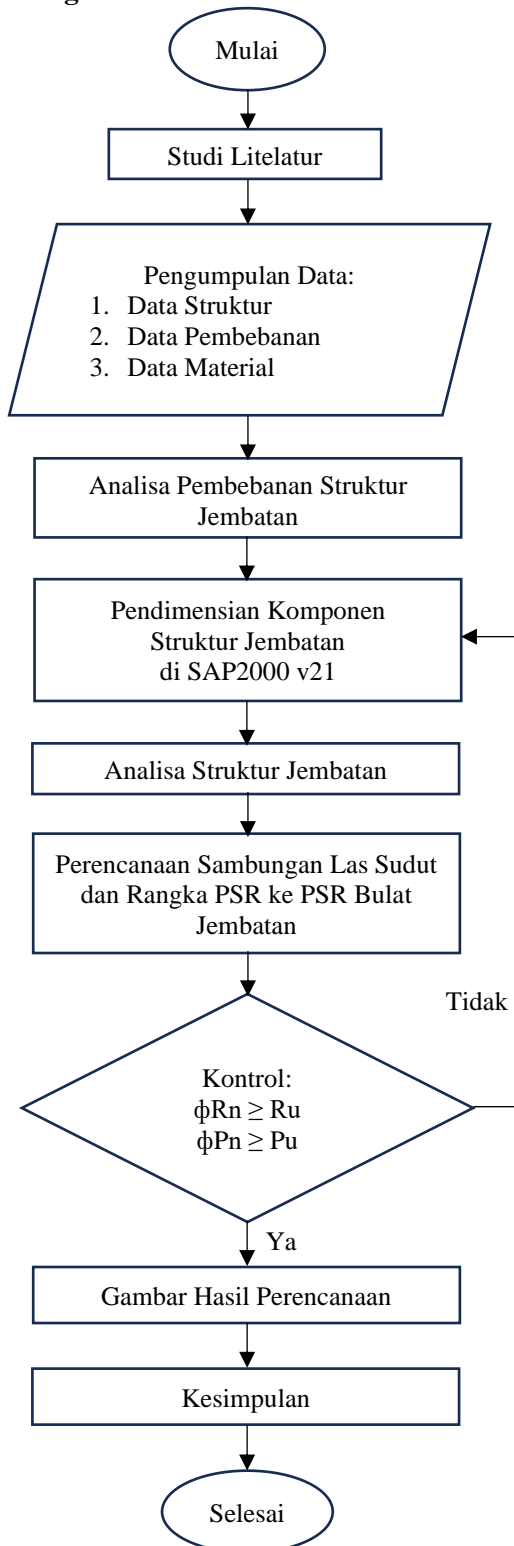 Mulai
Studi Litelatur
Pengumpulan Data:
1. Data Struktur
2. Data Pembebanan
3. Data Material
Analisa Pembebanan Struktur
Jembatan
Pendimensian Komponen
Struktur Jembatan
di SAP2000 v21
Analisa Struktur Jembatan
Perencanaan Sambungan Las Sudut
dan Rangka PSR ke PSR Bulat
Jembatan
Tidak
Kontrol:
ϕRn ≥ Ru
ϕPn ≥ Pu
Ya
Gambar Hasil Perencanaan
Kesimpulan
Selesai